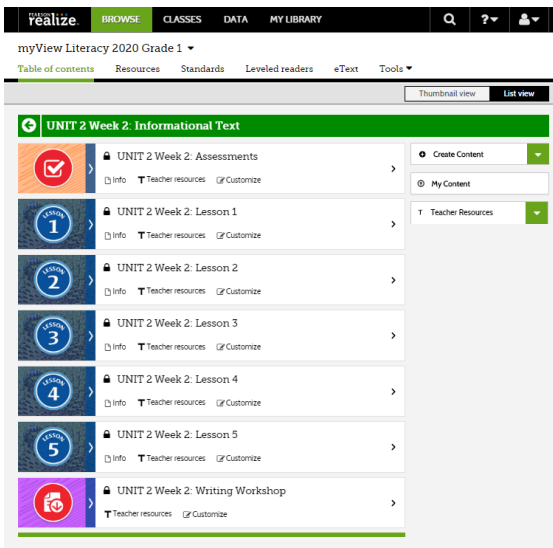 PEARSON
realize.
BROWSE CLASSES DATA MY LIBRARY ?
myView Literacy 2020 Grade 1
Table of contents Resources Standards Leveled readers eText Tools
Thumbnail view List view
UNIT 2 Week 2: Informational Text
UNIT 2 Week 2: Assessments
Info T Teacher resources Customize
LESSON
1
UNIT 2 Week 2: Lesson 1
Info T Teacher resources Customize
LESSON
2
UNIT 2 Week 2: Lesson 2
Info T Teacher resources Customize
LESSON
3
UNIT 2 Week 2: Lesson 3
Info T Teacher resources Customize
LESSON
4
UNIT 2 Week 2: Lesson 4
Info T Teacher resources Customize
LESSON
5
UNIT 2 Week 2: Lesson 5
Info T Teacher resources Customize
UNIT 2 Week 2: Writing Workshop
T Teacher resources Customize
Create Content
My Content
T Teacher Resources